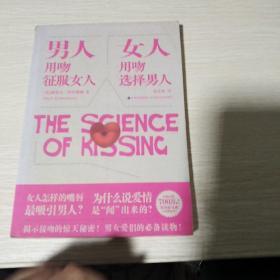 男人
用吻
征服女人
女人
用吻
选择男人
THE SCIENCE
OF KISSING
女人怎样的嘴唇
最吸引男人？
为什么说爱情
是“闻”出来的？
揭示接吻的惊天秘密！男女爱侣的必备读物！